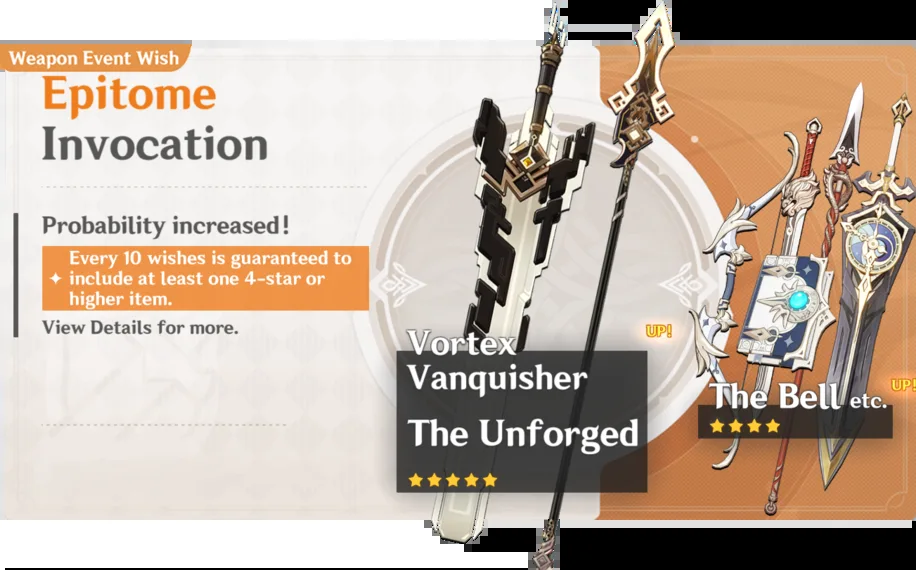 Weapon Event Wish
Epitome
Invocation
Probability increased!
Every 10 wishes is guaranteed to
include at least one 4-star or
higher item.
View Details for more.
UP!
Vortex
Vanquisher
The Unforged
UP!
The Bell etc.